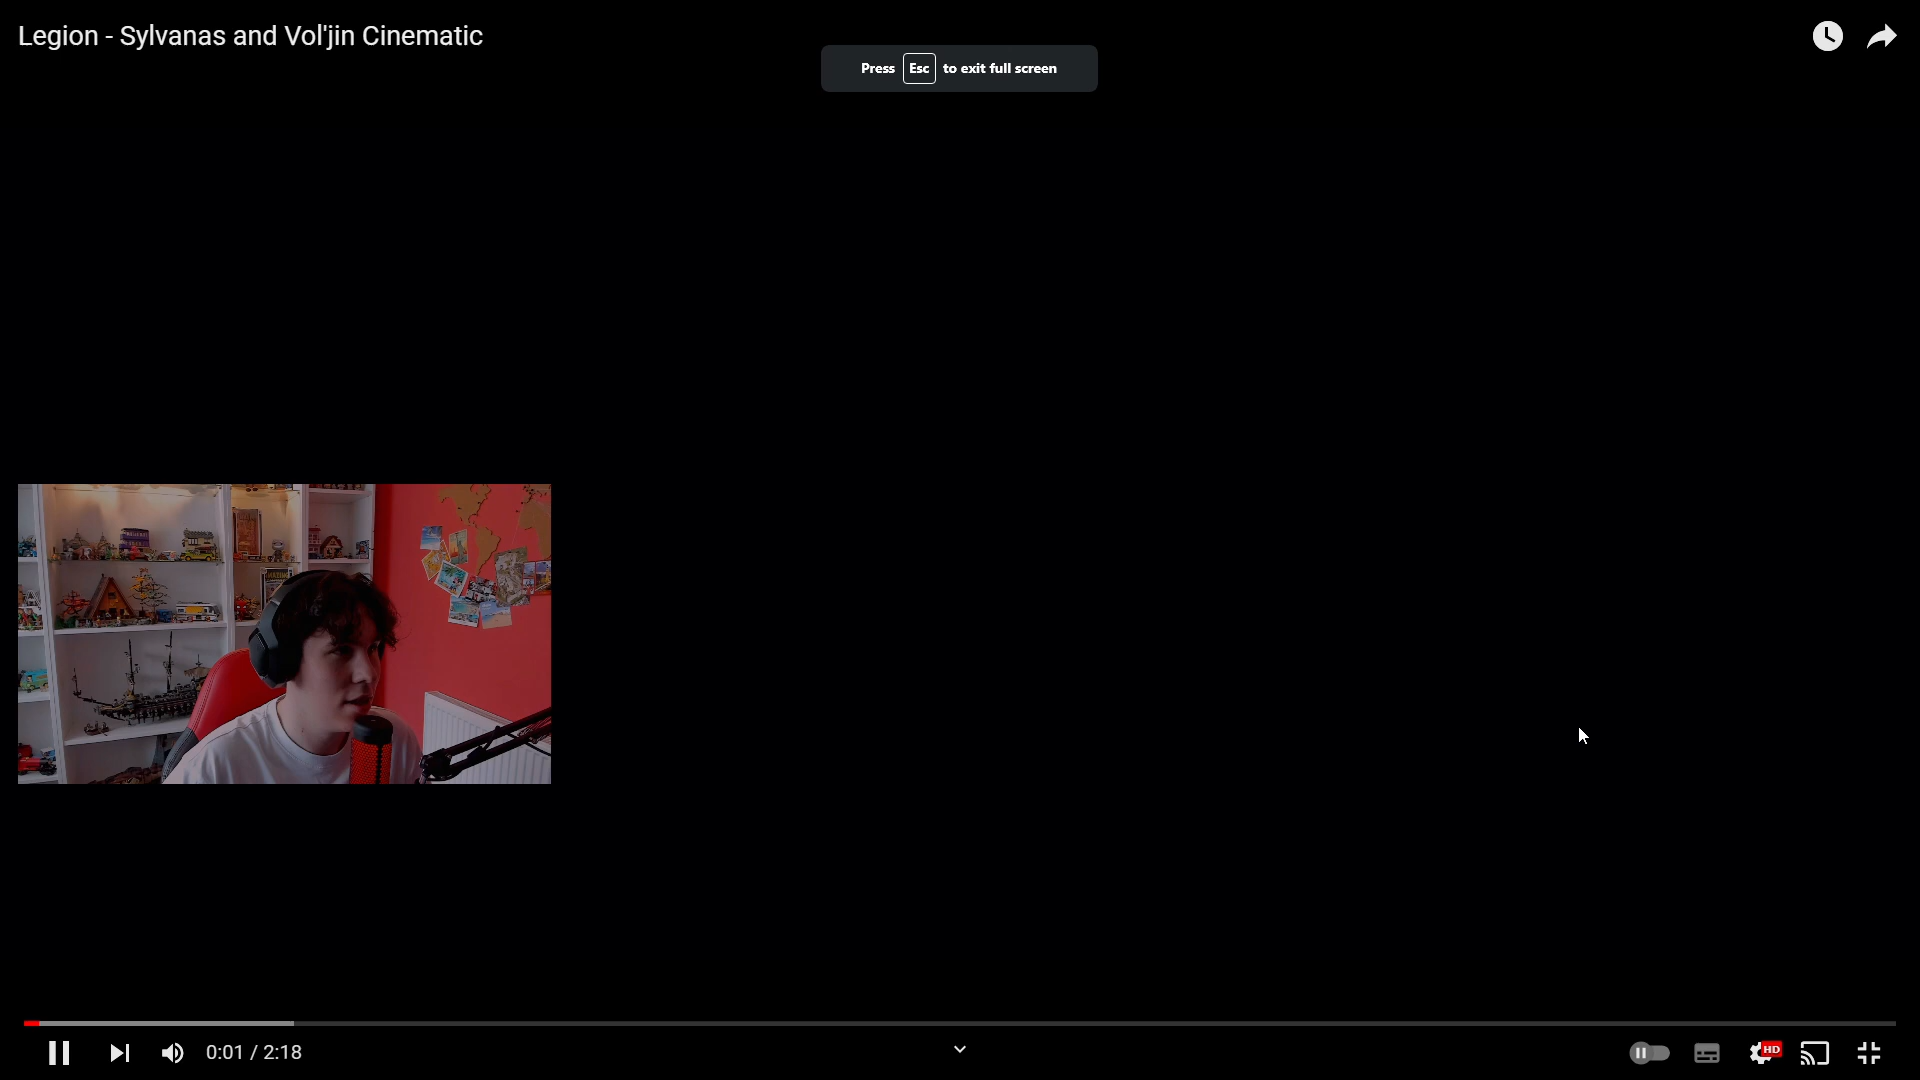 Legion - Sylvanas and Vol'jin Cinematic
Press Esc to exit full screen
0:01 / 2:18
HD